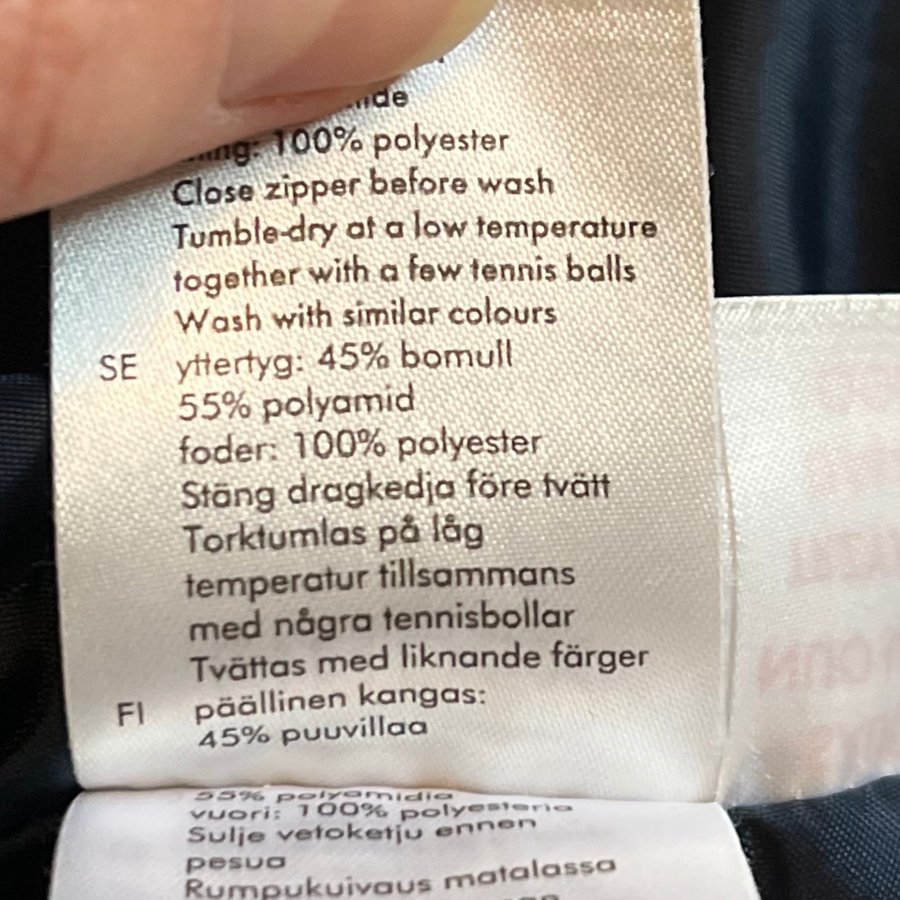 100% polyester
Close zipper before wash
Tumble-dry at a low temperature
together with a few tennis balls
Wash with similar colours
SE yttertyg: 45% bomull
55% polyamid
foder: 100% polyester
Stäng dragkedja före tvätt
Torktumlas på låg
temperatur tillsammans
med några tennisbollar
Tvättas med liknande färger
FI päällinen kangas:
45% puuvillaa
55% polyamidia
vuori: 100% polyesteria
Sulje vetoketju ennen
pesua
Rumpukuivaus matalassa